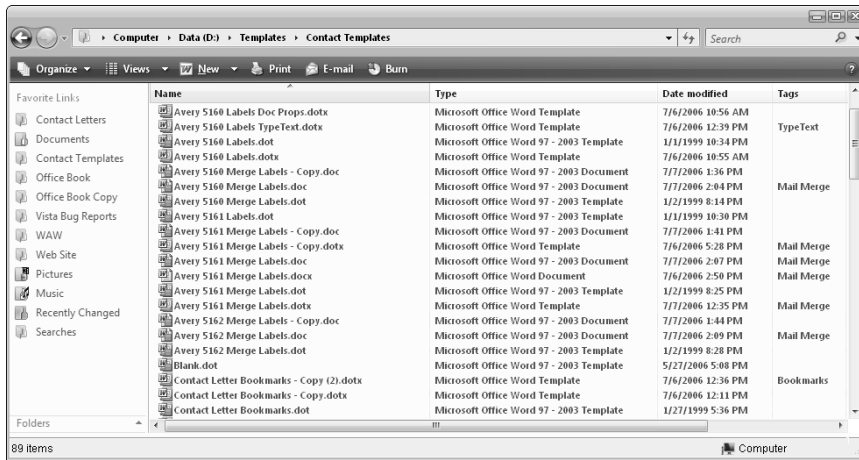 Computer ▸ Data (D:) ▸ Templates ▸ Contact Templates Search
Organize Views New Print E-mail Burn
Favorite Links
Contact Letters
Documents
Contact Templates
Office Book
Office Book Copy
Vista Bug Reports
WAW
Web Site
Pictures
Music
Recently Changed
Searches
Folders
Name Type Date modified Tags
Avery 5160 Labels Doc Props.dotx Microsoft Office Word Template 7/6/2006 10:56 AM
Avery 5160 Labels TypeText.dotx Microsoft Office Word Template 7/6/2006 12:39 PM TypeText
Avery 5160 Labels.dot Microsoft Office Word 97 - 2003 Template 1/1/1999 10:34 PM
Avery 5160 Labels.dotx Microsoft Office Word Template 7/6/2006 10:55 AM
Avery 5160 Merge Labels - Copy.doc Microsoft Office Word 97 - 2003 Document 7/7/2006 1:36 PM
Avery 5160 Merge Labels.doc Microsoft Office Word 97 - 2003 Document 7/7/2006 2:04 PM Mail Merge
Avery 5160 Merge Labels.dot Microsoft Office Word 97 - 2003 Template 1/2/1999 8:14 PM
Avery 5161 Labels.dot Microsoft Office Word 97 - 2003 Template 1/1/1999 10:30 PM
Avery 5161 Merge Labels - Copy.doc Microsoft Office Word 97 - 2003 Document 7/7/2006 1:41 PM
Avery 5161 Merge Labels - Copy.dotx Microsoft Office Word Template 7/6/2006 5:28 PM Mail Merge
Avery 5161 Merge Labels.doc Microsoft Office Word 97 - 2003 Document 7/7/2006 2:07 PM Mail Merge
Avery 5161 Merge Labels.docx Microsoft Office Word Document 7/6/2006 2:50 PM Mail Merge
Avery 5161 Merge Labels.dot Microsoft Office Word 97 - 2003 Template 1/2/1999 8:25 PM
Avery 5161 Merge Labels.dotx Microsoft Office Word Template 7/7/2006 12:35 PM Mail Merge
Avery 5162 Merge Labels - Copy.doc Microsoft Office Word 97 - 2003 Document 7/7/2006 1:44 PM
Avery 5162 Merge Labels.doc Microsoft Office Word 97 - 2003 Document 7/7/2006 2:09 PM Mail Merge
Avery 5162 Merge Labels.dot Microsoft Office Word 97 - 2003 Template 1/2/1999 8:28 PM
Blank.dot Microsoft Office Word 97 - 2003 Template 5/27/2006 5:08 PM
Contact Letter Bookmarks - Copy (2).dotx Microsoft Office Word Template 7/6/2006 12:36 PM Bookmarks
Contact Letter Bookmarks - Copy.dotx Microsoft Office Word Template 7/6/2006 12:11 PM
Contact Letter Bookmarks.dot Microsoft Office Word 97 - 2003 Template 1/27/1999 5:36 PM
89 items Computer